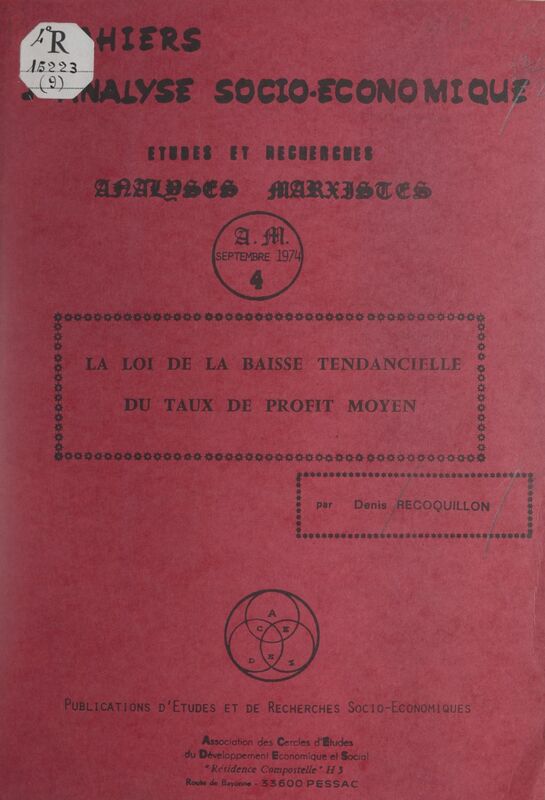 4° R
15223
(9)
HIERS
ANALYSE SOCIO-ECONOMIQUE
ETUDES ET RECHERCHES
ANALYSES MARXISTES
A.M.
SEPTEMBRE 1974
4
LA LOI DE LA BAISSE TENDANCIELLE
DU TAUX DE PROFIT MOYEN
par Denis RECOQUILLON
A
C E
D E S
PUBLICATIONS D'ETUDES ET DE RECHERCHES SOCIO-ECONOMIQUES
Association des Cercles d'Etudes
du Développement Economique et Social
"Résidence Compostelle" H 3
Route de Bayonne - 33600 PESSAC